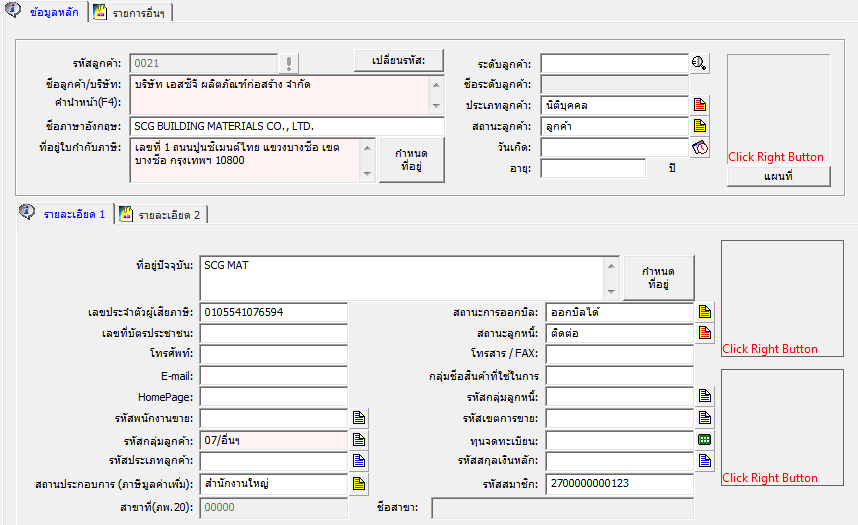 ข้อมูลหลัก รายการอื่นๆ
รหัสลูกค้า: 0021 เปลี่ยนรหัส: ระดับลูกค้า:
ชื่อลูกค้า/บริษัท: บริษัท เอสซีจี ผลิตภัณฑ์ก่อสร้าง จำกัด ชื่อระดับลูกค้า:
คำนำหน้า(F4): ประเภทลูกค้า: นิติบุคคล
ชื่อภาษาอังกฤษ: SCG BUILDING MATERIALS CO., LTD. สถานะลูกค้า: ลูกค้า
ที่อยู่ใบกำกับภาษี: เลขที่ 1 ถนนปูนซิเมนต์ไทย แขวงบางซื่อ เขต กำหนด วันเกิด: Click Right Button
บางซื่อ กรุงเทพฯ 10800 ที่อยู่ อายุ: ปี แผนที่
รายละเอียด 1 รายละเอียด 2
ที่อยู่ปัจจุบัน: SCG MAT กำหนด
ที่อยู่
เลขประจำตัวผู้เสียภาษี: 0105541076594 สถานะการออกบิล: ออกบิลได้
เลขที่บัตรประชาชน: สถานะลูกหนี้: ติดต่อ
โทรศัพท์: โทรสาร / FAX: Click Right Button
E-mail: กลุ่มชื่อสินค้าที่ใช้ในการ
HomePage: รหัสกลุ่มลูกหนี้:
รหัสพนักงานขาย: รหัสเขตการขาย:
รหัสกลุ่มลูกค้า: 07/อื่นๆ ทุนจดทะเบียน:
รหัสประเภทลูกค้า: รหัสสกุลเงินหลัก:
สถานประกอบการ (ภาษีมูลค่าเพิ่ม): สำนักงานใหญ่ รหัสสมาชิก: 2700000000123 Click Right Button
สาขาที่(ภพ.20): 00000 ชื่อสาขา: